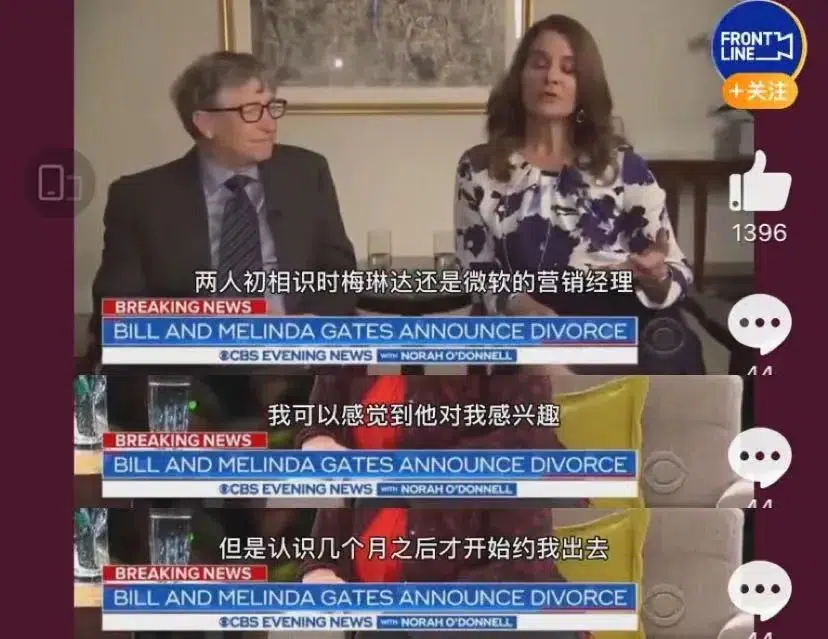 FRONT
LINE
+关注
1396
两人初相识时梅琳达还是微软的营销经理
BREAKING NEWS
BILL AND MELINDA GATES ANNOUNCE DIVORCE
CBS EVENING NEWS WITH NORAH O'DONNELL
44
我可以感觉到他对我感兴趣
BREAKING NEWS
BILL AND MELINDA GATES ANNOUNCE DIVORCE
CBS EVENING NEWS WITH NORAH O'DONNELL
44
但是认识几个月之后才开始约我出去
BREAKING NEWS
BILL AND MELINDA GATES ANNOUNCE DIVORCE
CBS EVENING NEWS WITH NORAH O'DONNELL